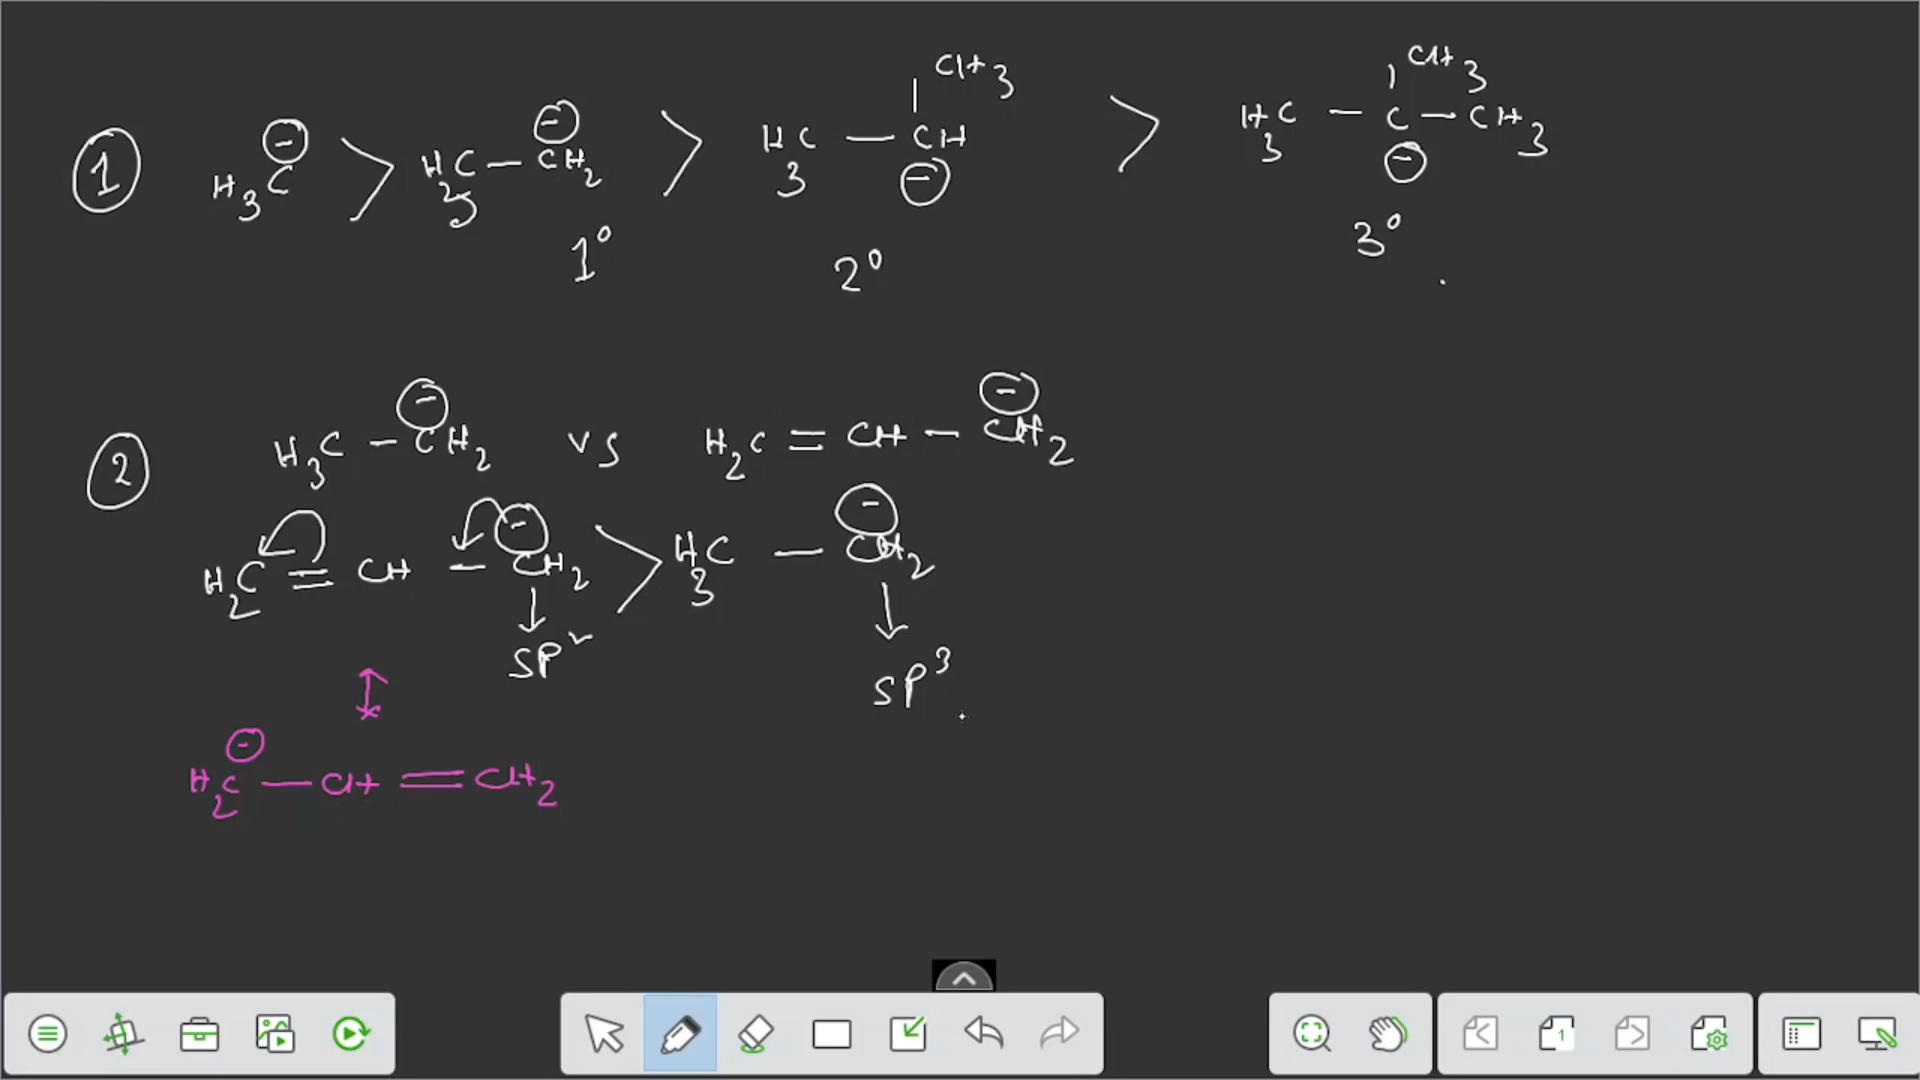 CH3 CH3
① H3C⊖ > H3C — CH2⊖ > H3C — CH⊖ > H3C — C⊖ — CH3
1° 2° 3°
② H3C — CH2⊖ vs H2C = CH — CH2⊖
H2C = CH — CH2⊖ > H3C — CH2⊖
SP2 SP3
H2C⊖ — CH = CH2
1